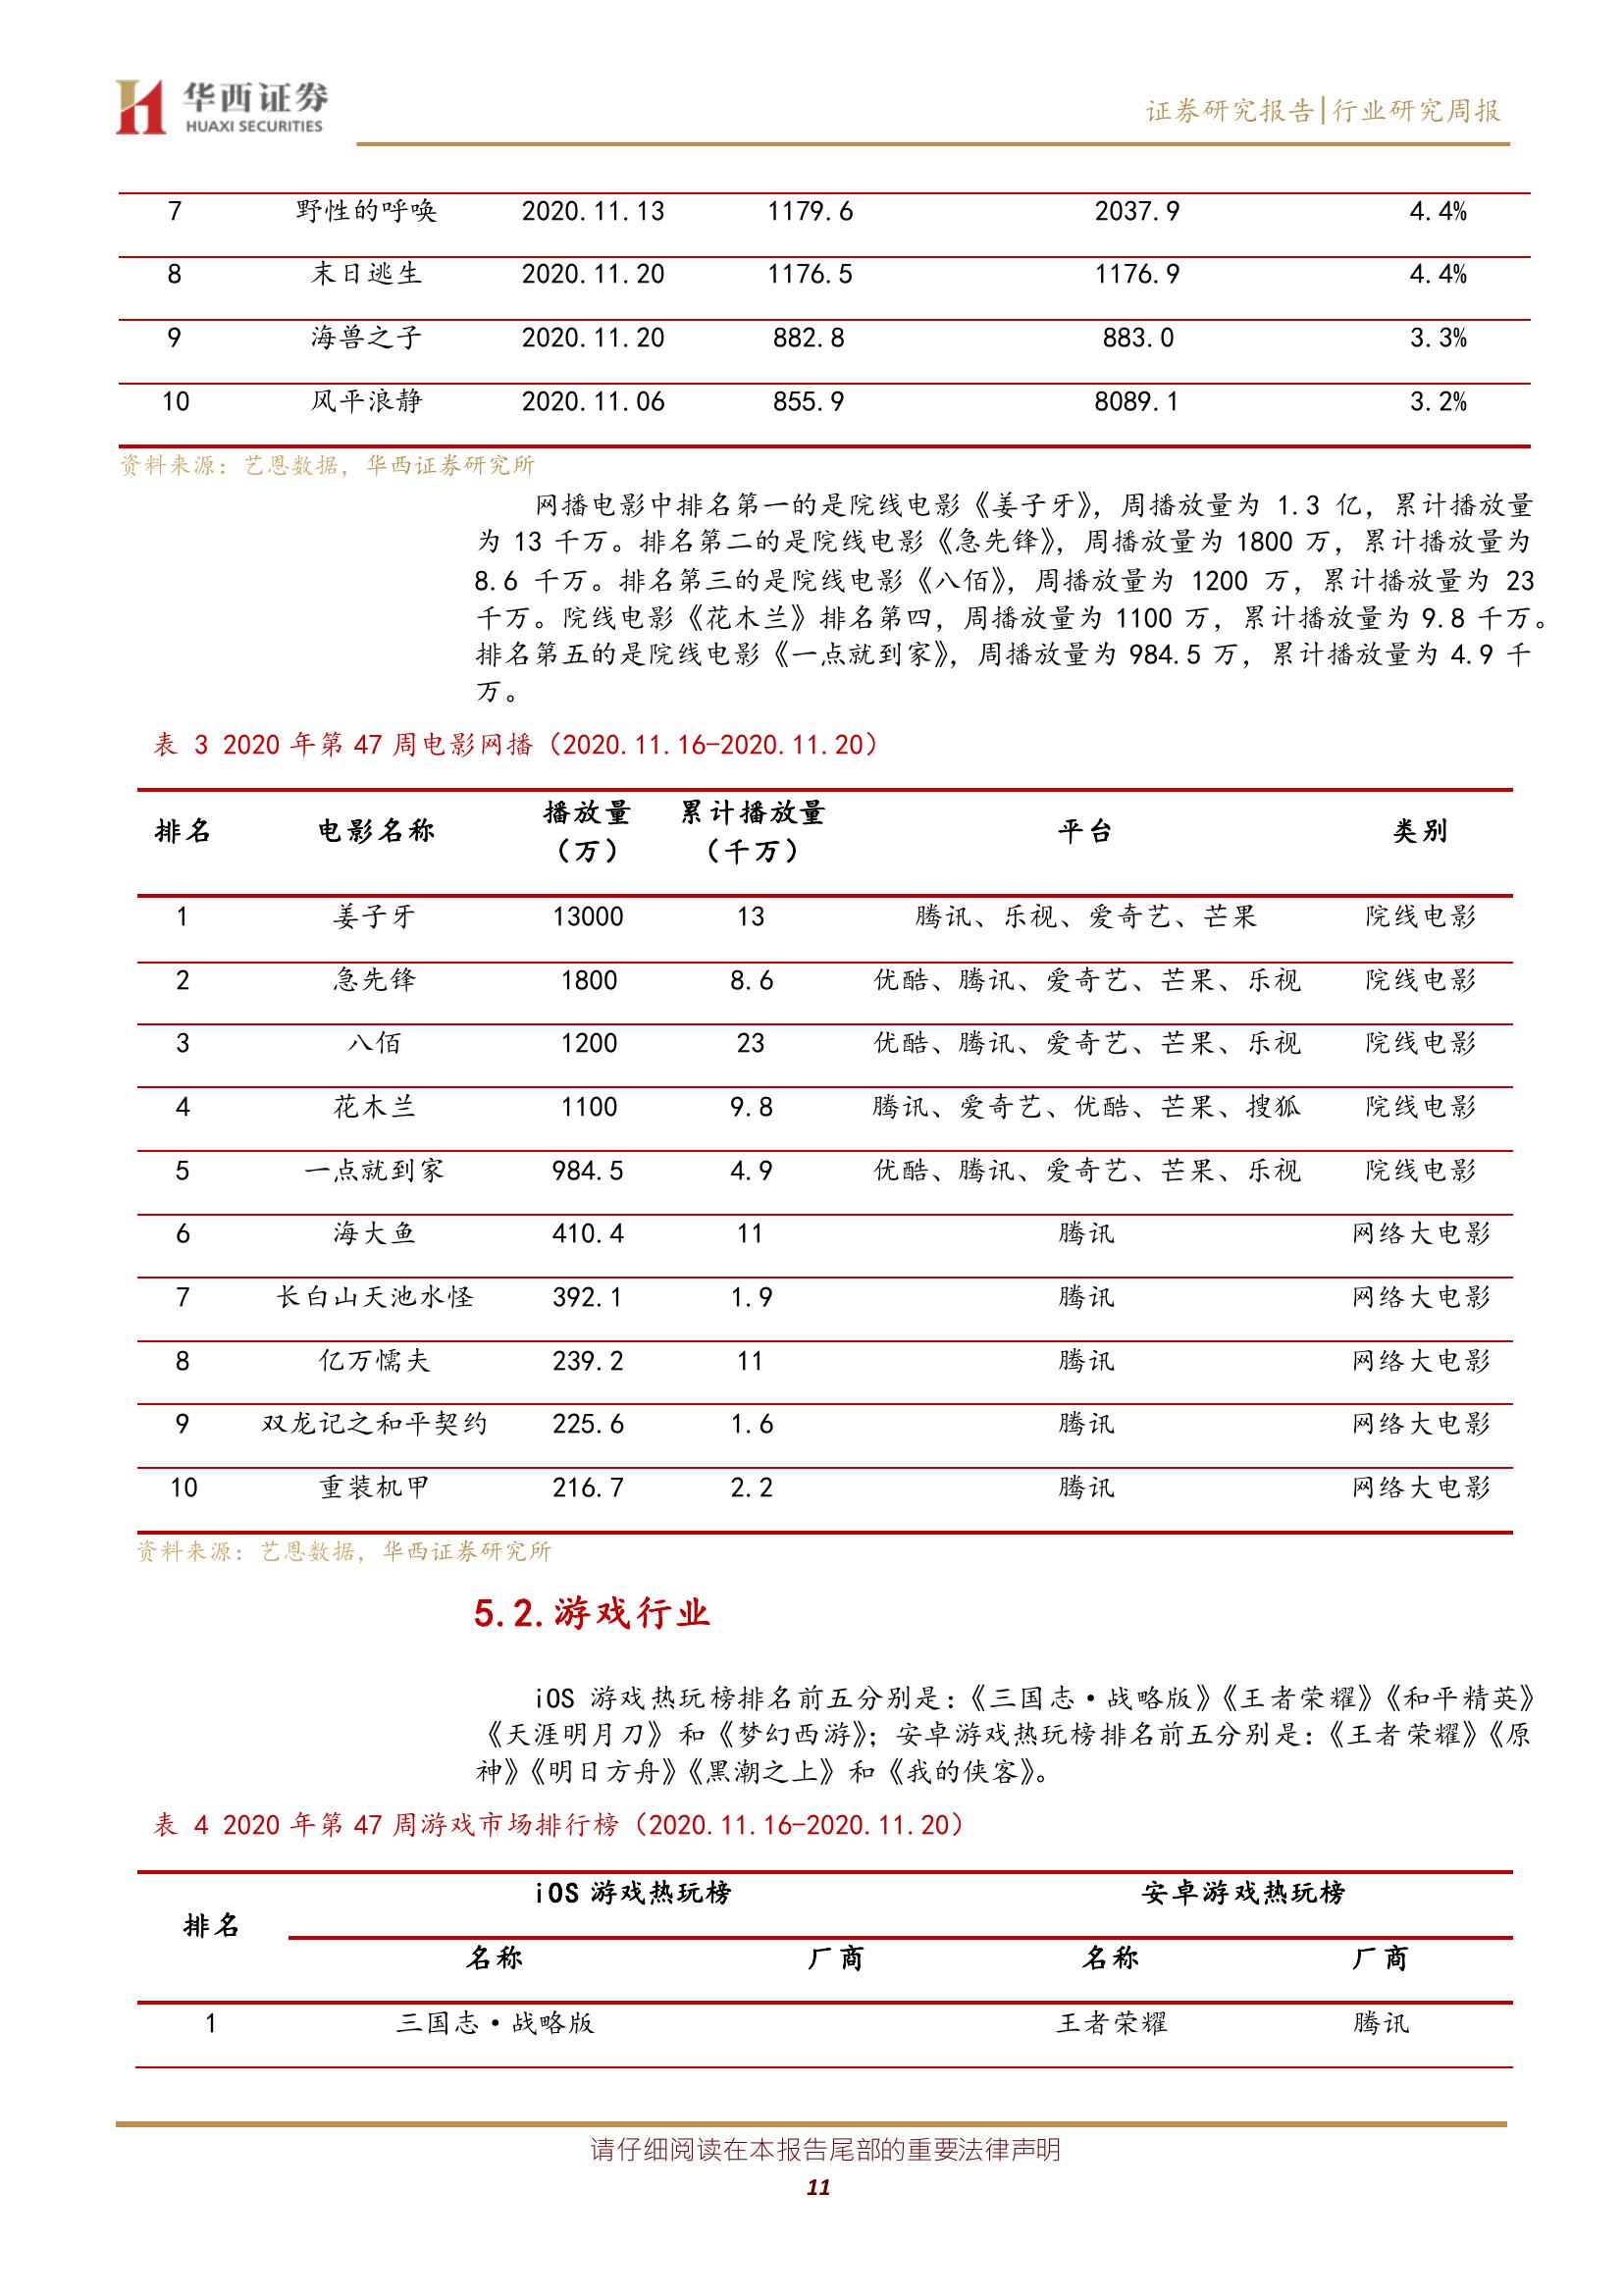 华西证券
HUAXI SECURITIES
证券研究报告|行业研究周报
7 野性的呼唤 2020.11.13 1179.6 2037.9 4.4%
8 末日逃生 2020.11.20 1176.5 1176.9 4.4%
9 海兽之子 2020.11.20 882.8 883.0 3.3%
10 风平浪静 2020.11.06 855.9 8089.1 3.2%
资料来源：艺恩数据，华西证券研究所
网播电影中排名第一的是院线电影《姜子牙》，周播放量为 1.3 亿，累计播放量
为 13 千万。排名第二的是院线电影《急先锋》，周播放量为 1800 万，累计播放量为
8.6 千万。排名第三的是院线电影《八佰》，周播放量为 1200 万，累计播放量为 23
千万。院线电影《花木兰》排名第四，周播放量为 1100 万，累计播放量为 9.8 千万。
排名第五的是院线电影《一点就到家》，周播放量为 984.5 万，累计播放量为 4.9 千
万。
表 3 2020 年第 47 周电影网播（2020.11.16-2020.11.20）
排名 电影名称 播放量 累计播放量 平台 类别
（万） （千万）
1 姜子牙 13000 13 腾讯、乐视、爱奇艺、芒果 院线电影
2 急先锋 1800 8.6 优酷、腾讯、爱奇艺、芒果、乐视 院线电影
3 八佰 1200 23 优酷、腾讯、爱奇艺、芒果、乐视 院线电影
4 花木兰 1100 9.8 腾讯、爱奇艺、优酷、芒果、搜狐 院线电影
5 一点就到家 984.5 4.9 优酷、腾讯、爱奇艺、芒果、乐视 院线电影
6 海大鱼 410.4 11 腾讯 网络大电影
7 长白山天池水怪 392.1 1.9 腾讯 网络大电影
8 亿万懦夫 239.2 11 腾讯 网络大电影
9 双龙记之和平契约 225.6 1.6 腾讯 网络大电影
10 重装机甲 216.7 2.2 腾讯 网络大电影
资料来源：艺恩数据，华西证券研究所
5.2.游戏行业
iOS 游戏热玩榜排名前五分别是：《三国志·战略版》《王者荣耀》《和平精英》
《天涯明月刀》和《梦幻西游》；安卓游戏热玩榜排名前五分别是：《王者荣耀》《原
神》《明日方舟》《黑潮之上》和《我的侠客》。
表 4 2020 年第 47 周游戏市场排行榜（2020.11.16-2020.11.20）
排名 iOS 游戏热玩榜 安卓游戏热玩榜
名称 厂商 名称 厂商
1 三国志·战略版 王者荣耀 腾讯
请仔细阅读在本报告尾部的重要法律声明
11